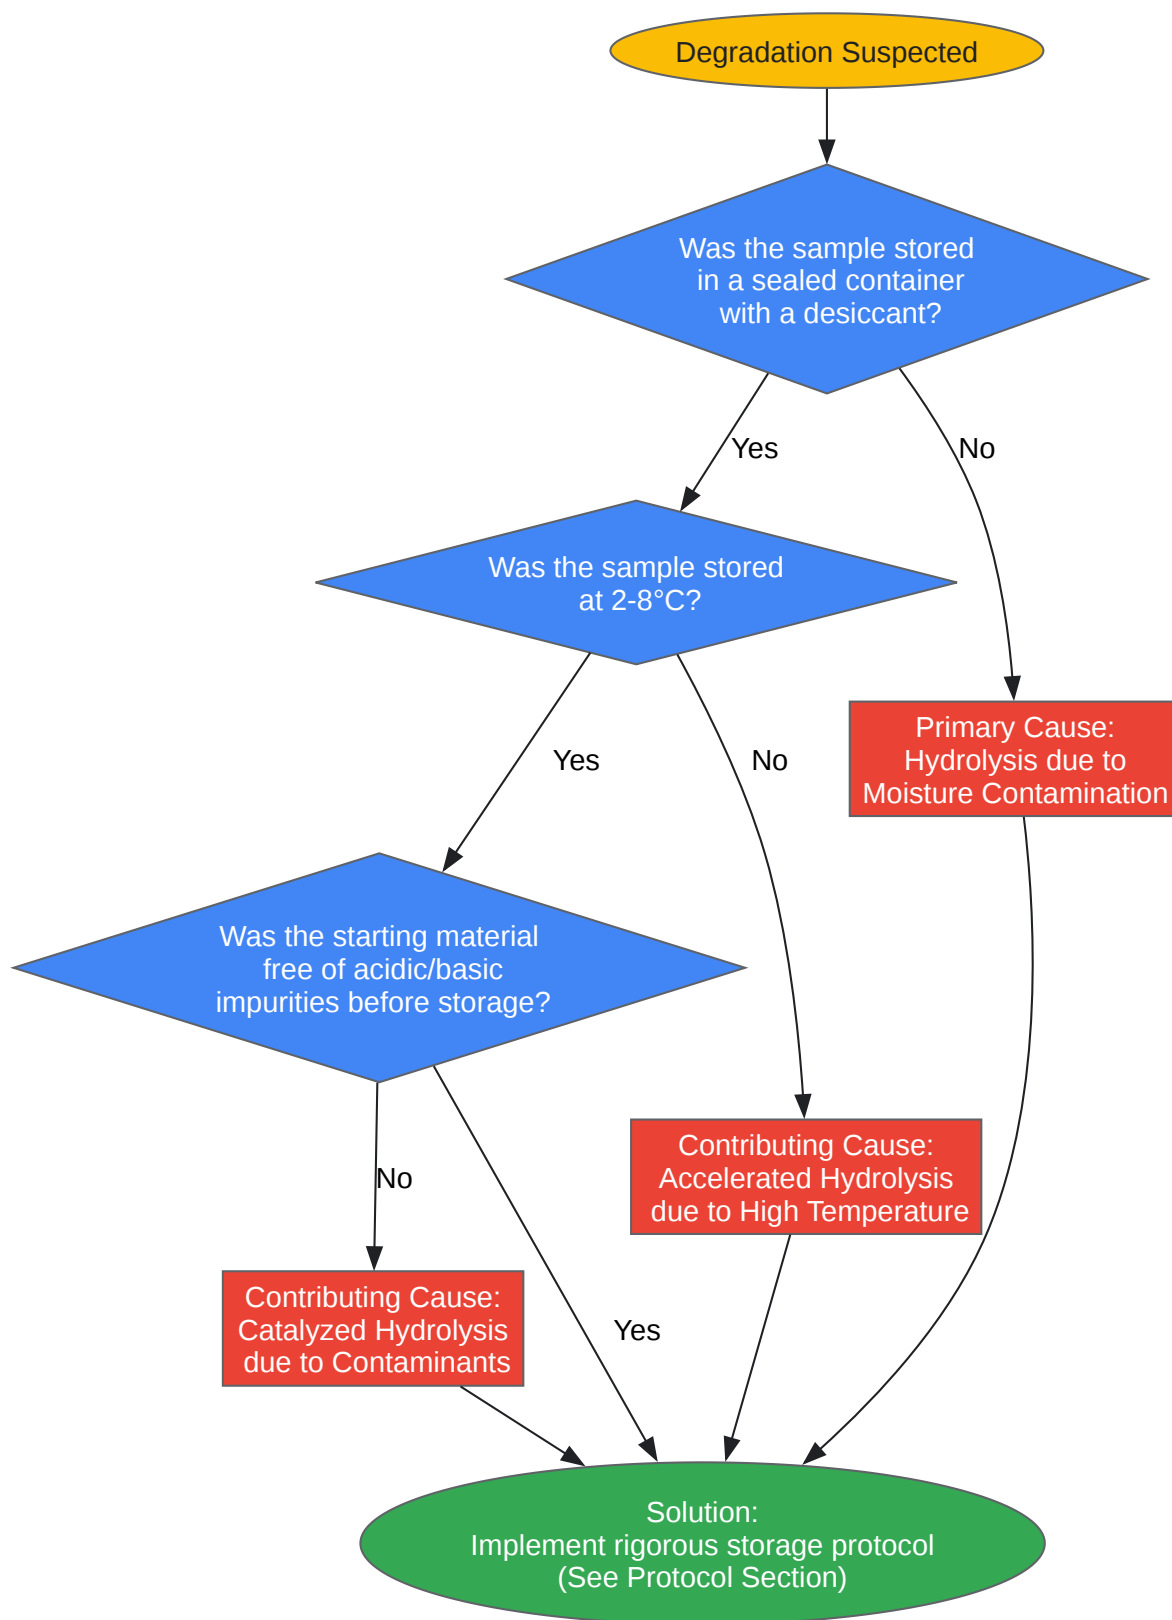 Degradation Suspected
Was the sample stored
in a sealed container
with a desiccant?
Yes
No
Was the sample stored
at 2-8°C?
Yes
No
Primary Cause:
Hydrolysis due to
Moisture Contamination
Was the starting material
free of acidic/basic
impurities before storage?
No
Yes
Contributing Cause:
Accelerated Hydrolysis
due to High Temperature
Contributing Cause:
Catalyzed Hydrolysis
due to Contaminants
Solution:
Implement rigorous storage protocol
(See Protocol Section)